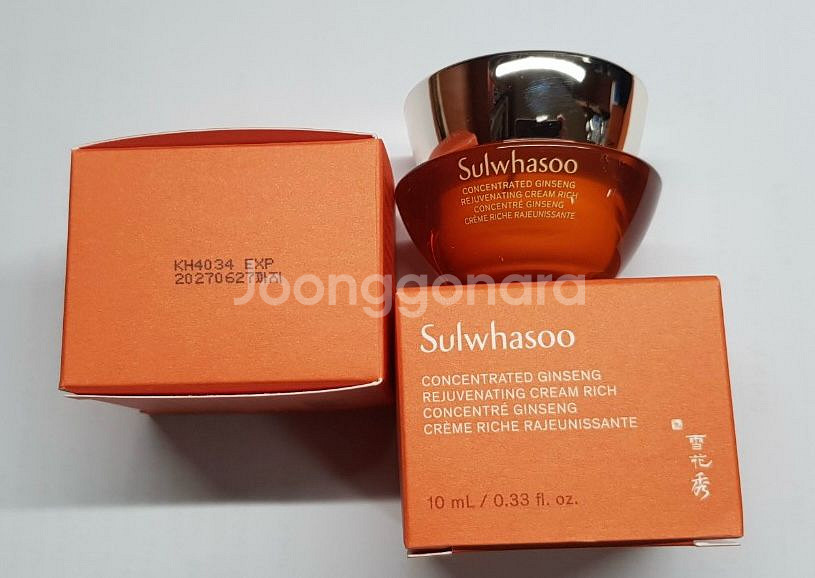 Sulwhasoo
CONCENTRATED GINSENG
REJUVENATING CREAM RICH
CONCENTRÉ GINSENG
CRÈME RICHE RAJEUNISSANTE
KH4034 EXP
20270627까지
Joonggonara
Sulwhasoo
CONCENTRATED GINSENG
REJUVENATING CREAM RICH
CONCENTRÉ GINSENG
CRÈME RICHE RAJEUNISSANTE
雪花秀
10 mL / 0.33 fl. oz.